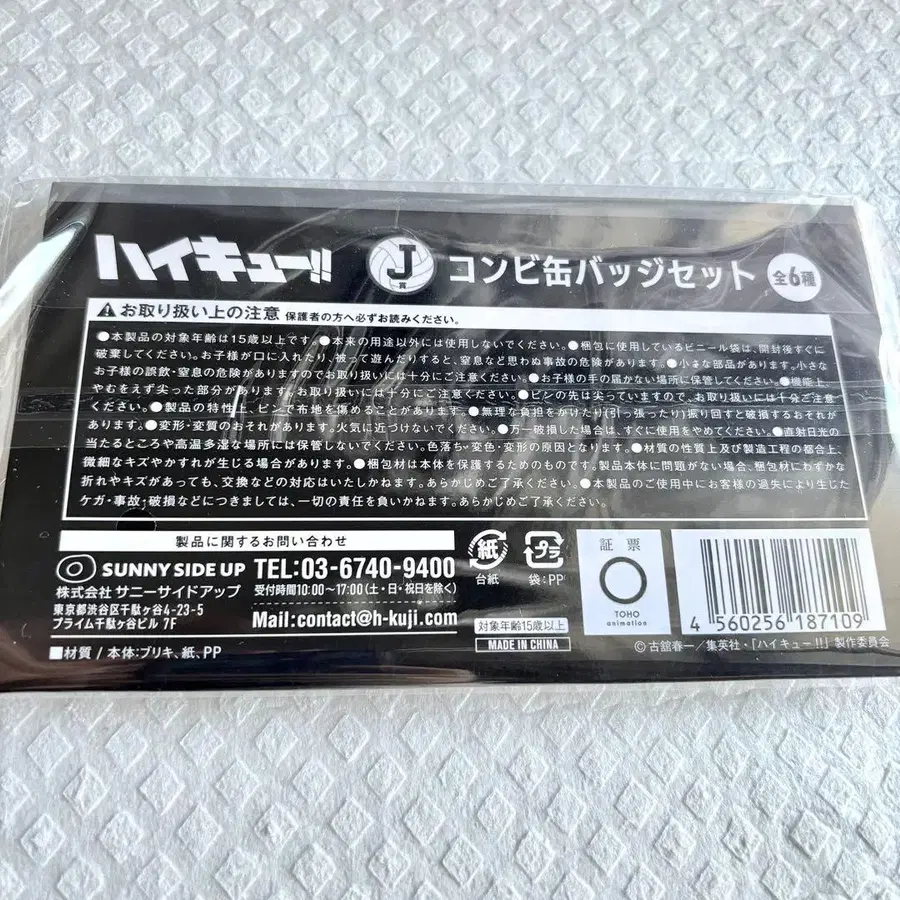 ハイキュー!! J賞 コンビ缶バッジセット 全6種
お取り扱い上の注意 保護者の方へ必ずお読みください。
●本製品の対象年齢は15歳以上です。●本来の用途以外には使用しないでください。●梱包に使用しているビニール袋は、開封後すぐに
破棄してください。お子様が口に入れたり、被って遊んだりすると、窒息など思わぬ事故の危険があります。●小さな部品があります。小さな
お子様の誤飲・窒息の危険がありますのでお取り扱いには十分にご注意ください。●お子様の手の届かない場所に保管してください。●機能上、
やむをえず尖った部分があります。お取り扱いには十分にご注意ください。●ピンの先は尖っていますので、お取り扱いには十分ご注意
ください。●製品の特性上、ピンで布地を傷めることがあります。●無理な負担をかけたり(引っ張ったり)振り回すと破損するおそれが
あります。●変形・変質のおそれがあります。火気に近づけないでください。●万一破損した場合は、すぐに使用をやめてください。●直射日光の
当たるところや高温多湿な場所には保管しないでください。色落ち・変色・変形の原因となります。●材質の性質上及び製造工程の都合上、
微細なキズやかすれが生じる場合があります。●梱包材は本体を保護するためのものです。製品本体に問題がない場合、梱包材にわずかな
折れやキズがあっても、交換などの対応はいたしかねます。あらかじめご了承ください。●本製品のご使用中にお客様の過失により生じた
ケガ・事故・破損などにつきましては、一切の責任を負いかねます。あらかじめご了承ください。
製品に関するお問い合わせ
SUNNY SIDE UP
株式会社 サニーサイドアップ
東京都渋谷区千駄ヶ谷4-23-5
プライム千駄ヶ谷ビル 7F
TEL:03-6740-9400
受付時間10:00～17:00(土・日・祝日を除く)
Mail:contact@h-kuji.com
■材質 / 本体:ブリキ、紙、PP
紙
台紙
プラ
袋:PP
対象年齢15歳以上
MADE IN CHINA
証票
TOHO
animation
4 560256 187109
©古舘春一／集英社・「ハイキュー!!」製作委員会